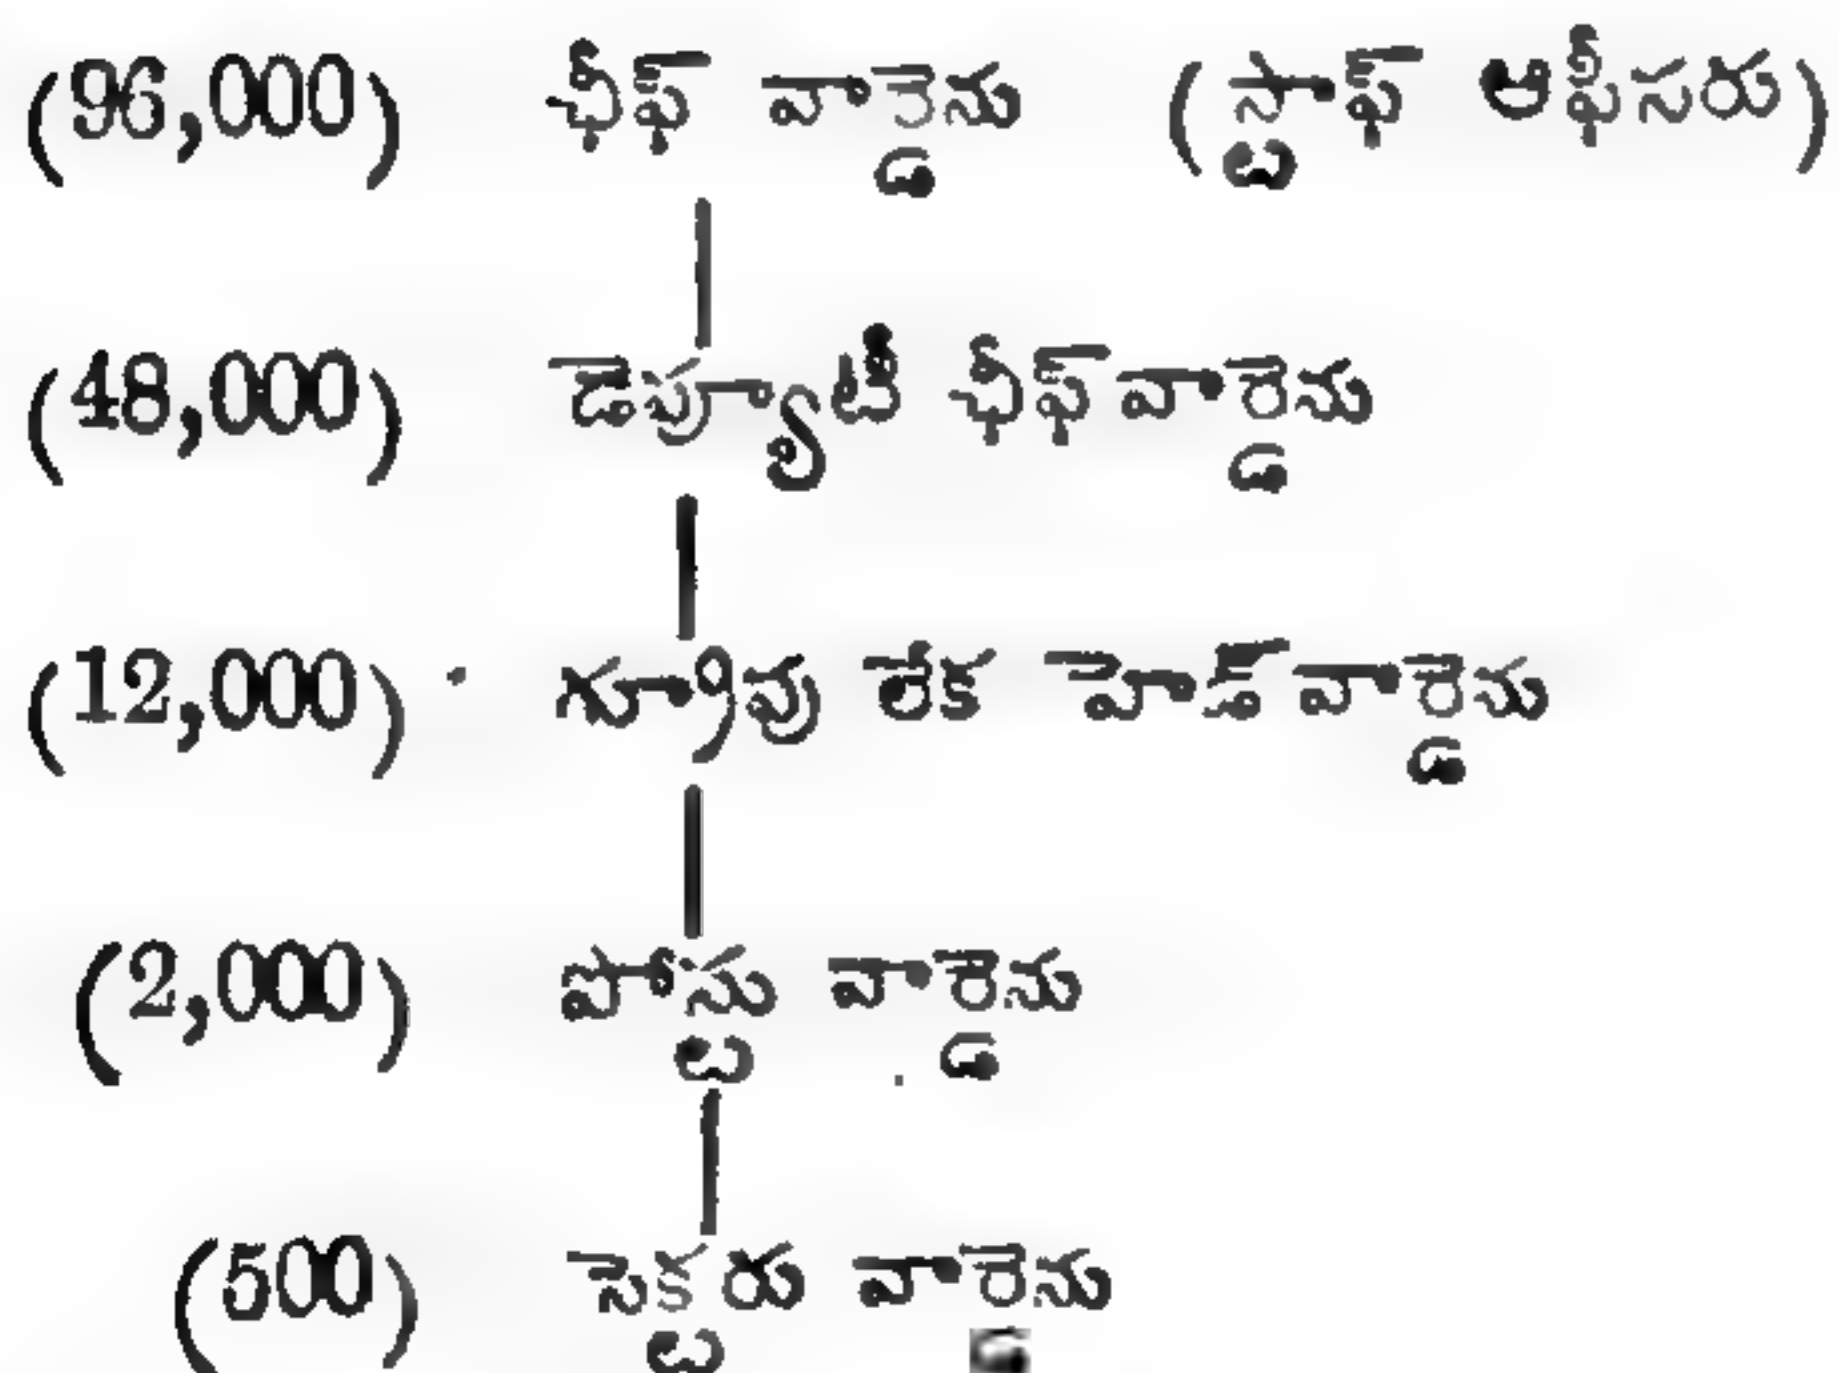 (96,000) ఛీఫ్ వార్డెను (స్టాఫ్ ఆఫీసరు)
(48,000) డెప్యూటీ ఛీఫ్ వార్డెను
(12,000) గ్రూవు లేక హెడ్ వార్డెను
(2,000) పోస్టు వార్డెను
(500) సెక్టరు వార్డెను